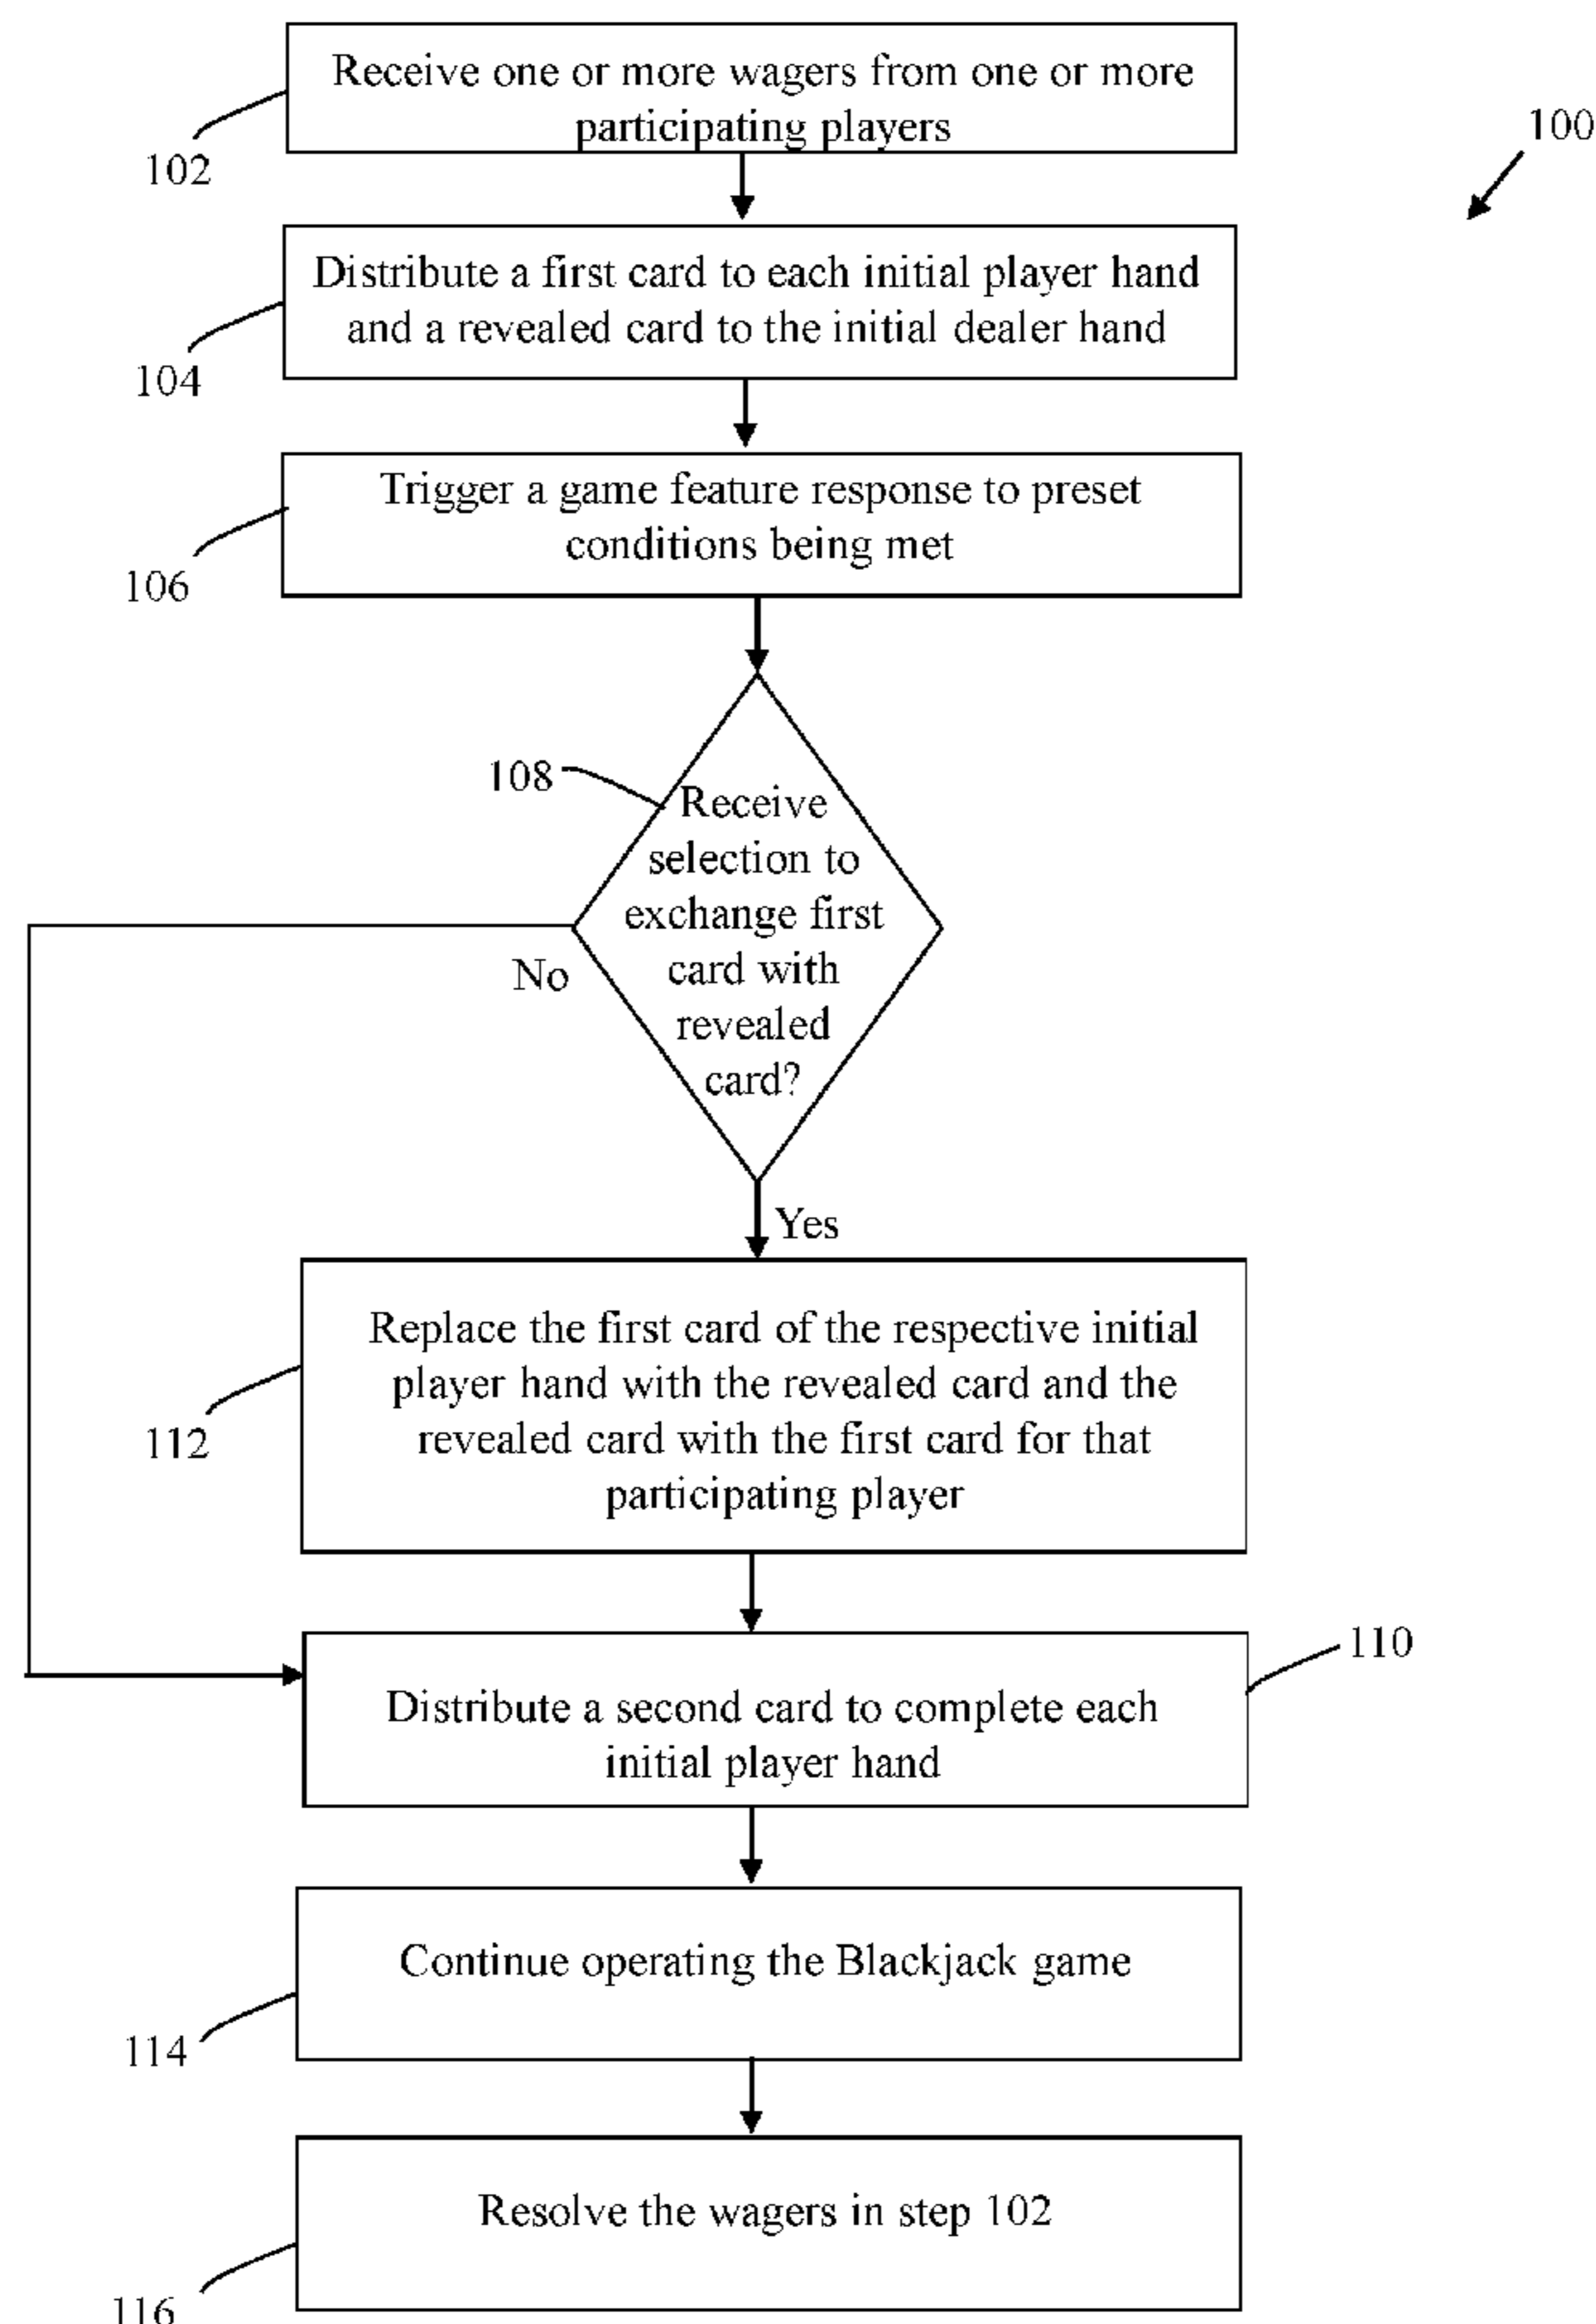 Receive one or more wagers from one or more
participating players
102
100
Distribute a first card to each initial player hand
and a revealed card to the initial dealer hand
104
Trigger a game feature response to preset
conditions being met
106
108
Receive
selection to
exchange first
card with
revealed
card?
No
Yes
Replace the first card of the respective initial
player hand with the revealed card and the
revealed card with the first card for that
participating player
112
110
Distribute a second card to complete each
initial player hand
Continue operating the Blackjack game
114
Resolve the wagers in step 102
116